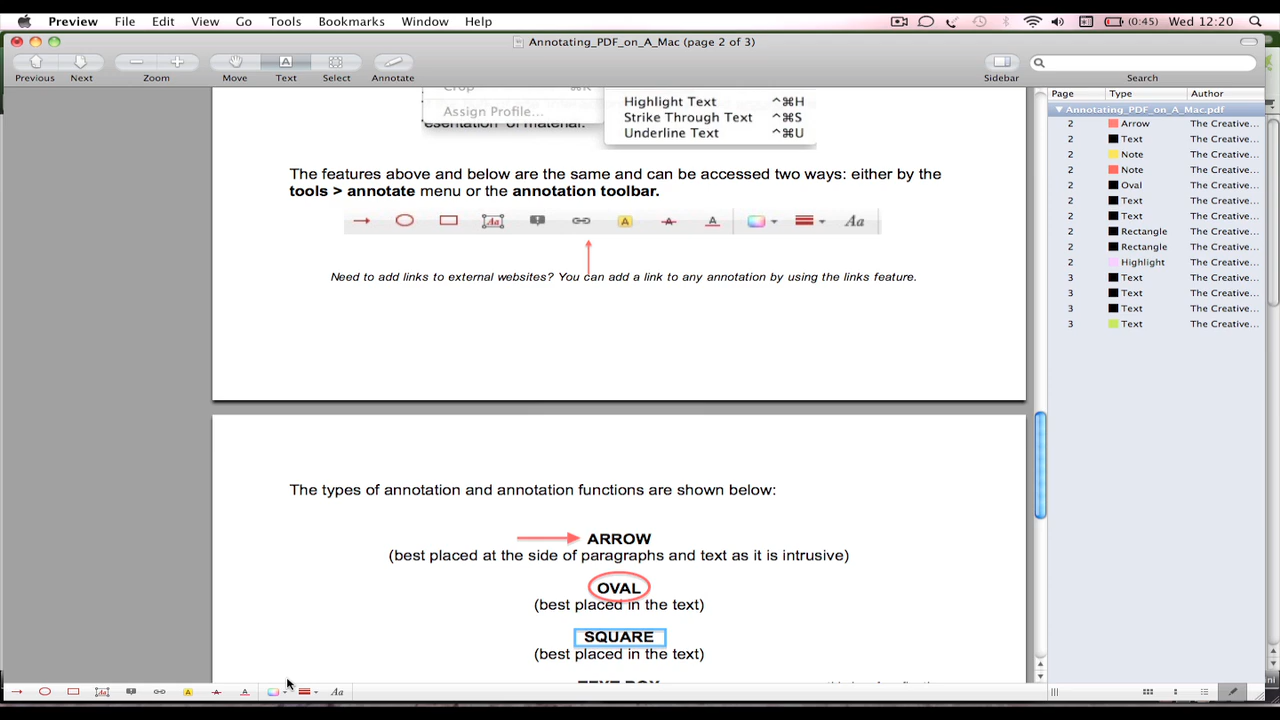 Preview File Edit View Go Tools Bookmarks Window Help (0:45) Wed 12:20
Annotating_PDF_on_A_Mac (page 2 of 3)
Previous Next Zoom Move Text Select Annotate Sidebar Search
Page Type Author
Annotating_PDF_on_A_Mac.pdf
2 Arrow The Creative...
2 Text The Creative...
2 Note The Creative...
2 Note The Creative...
2 Oval The Creative...
2 Text The Creative...
2 Text The Creative...
2 Rectangle The Creative...
2 Rectangle The Creative...
2 Highlight The Creative...
3 Text The Creative...
3 Text The Creative...
3 Text The Creative...
3 Text The Creative...
Crop ⌘K
Assign Profile...
Highlight Text ^⌘H
Strike Through Text ^⌘S
Underline Text ^⌘U
esentation of material.
The features above and below are the same and can be accessed two ways: either by the
tools > annotate menu or the annotation toolbar.
Aa A A A Aa
Need to add links to external websites? You can add a link to any annotation by using the links feature.
The types of annotation and annotation functions are shown below:
ARROW
(best placed at the side of paragraphs and text as it is intrusive)
OVAL
(best placed in the text)
SQUARE
(best placed in the text)
TEXT BOX
Aa A A A Aa